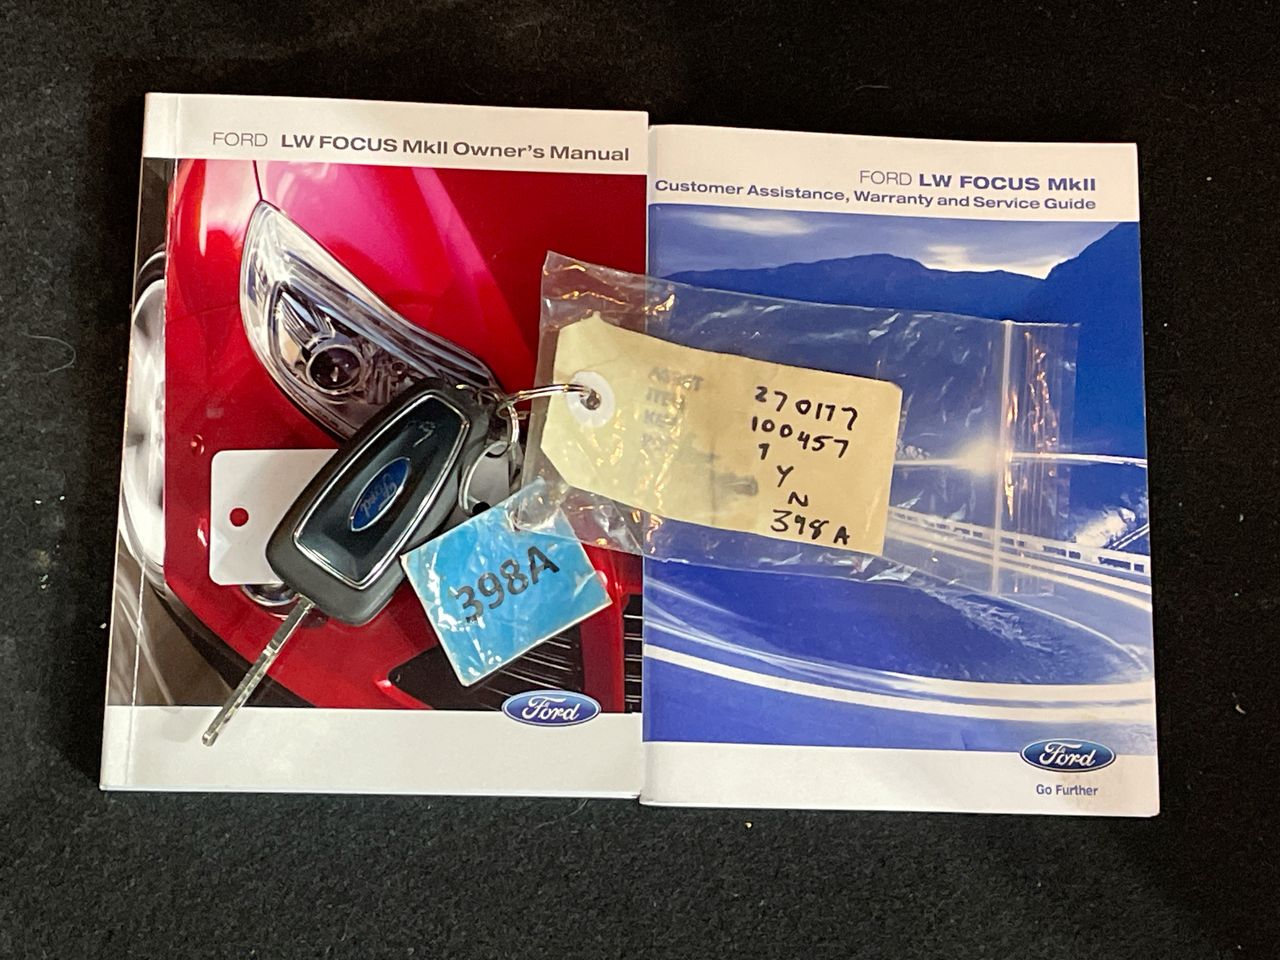 FORD LW FOCUS MkII Owner's Manual
FORD LW FOCUS MkII
Customer Assistance, Warranty and Service Guide
270177
100457
1
Y
N
398A
Ford
398A
Ford
Ford
Go Further